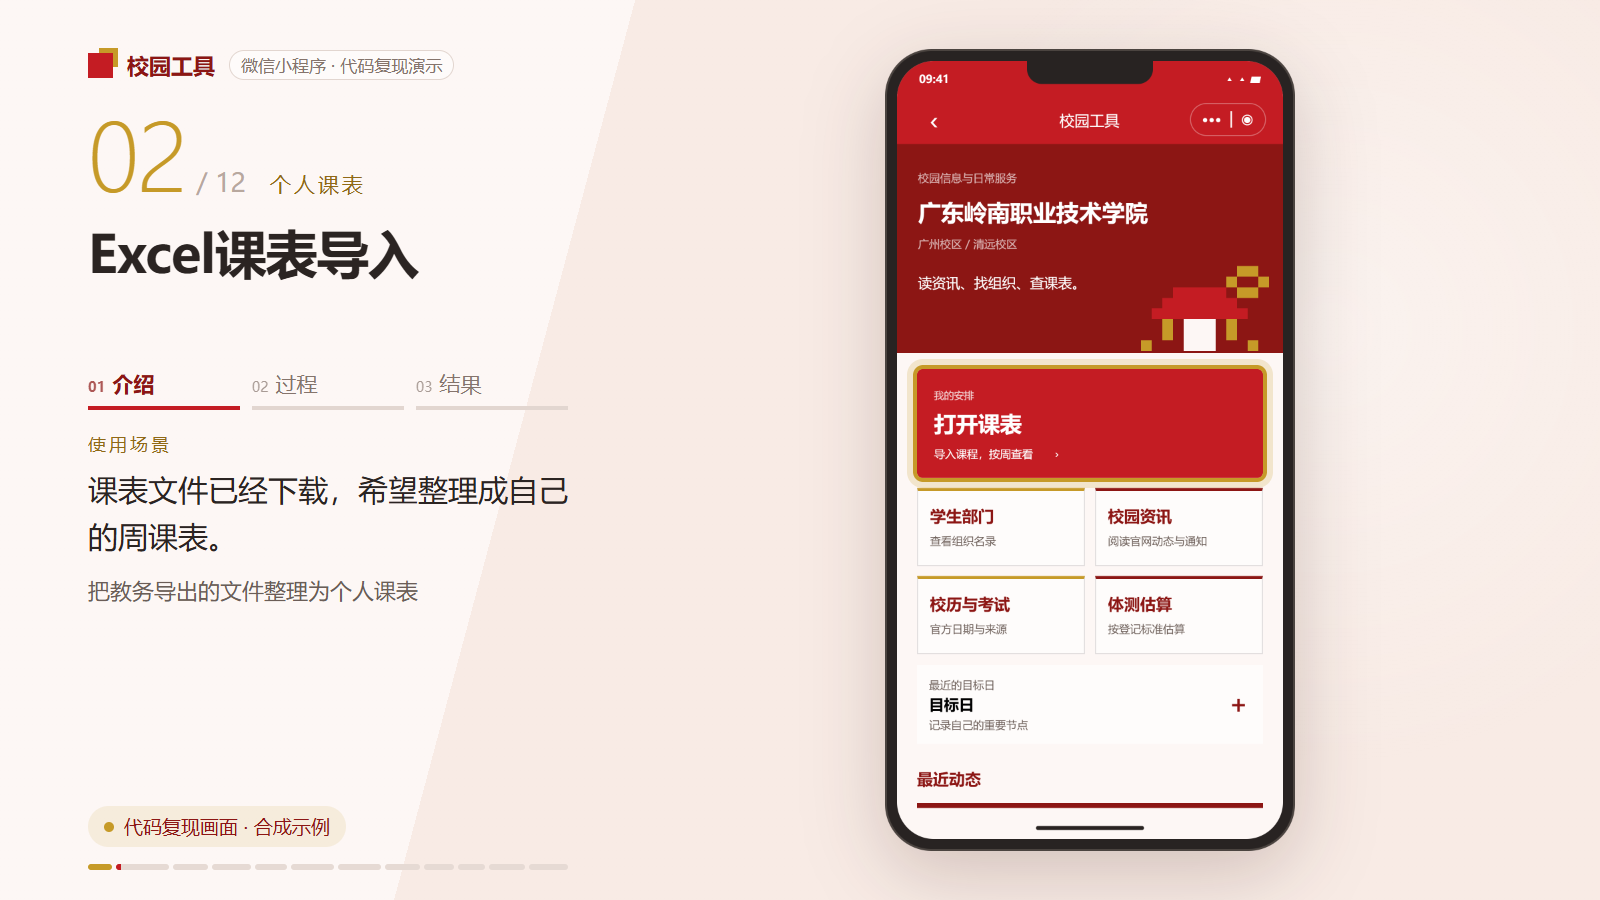 校园工具
微信小程序 · 代码复现演示
02 / 12 个人课表
Excel课表导入
01 介绍
02 过程
03 结果
使用场景
课表文件已经下载，希望整理成自己
的周课表。
把教务导出的文件整理为个人课表
代码复现画面 · 合成示例
09:41
校园工具
校园信息与日常服务
广东岭南职业技术学院
广州校区 / 清远校区
读资讯、找组织、查课表。
我的安排
打开课表
导入课程，按周查看 ›
学生部门
查看组织名录
校园资讯
阅读官网动态与通知
校历与考试
官方日期与来源
体测估算
按登记标准估算
最近的目标日
目标日
记录自己的重要节点
+
最近动态